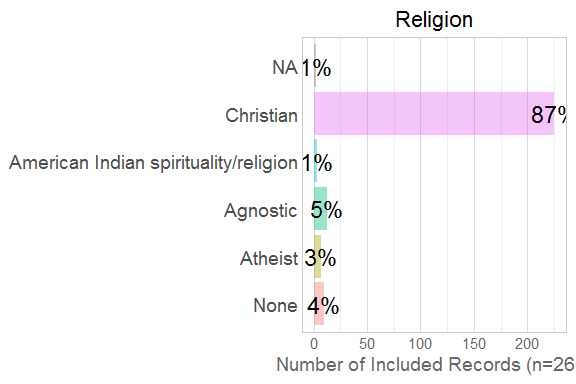 Religion
NA 1%
Christian 87%
American Indian spirituality/religion 1%
Agnostic 5%
Atheist 3%
None 4%
0 50 100 150 200
Number of Included Records (n=26